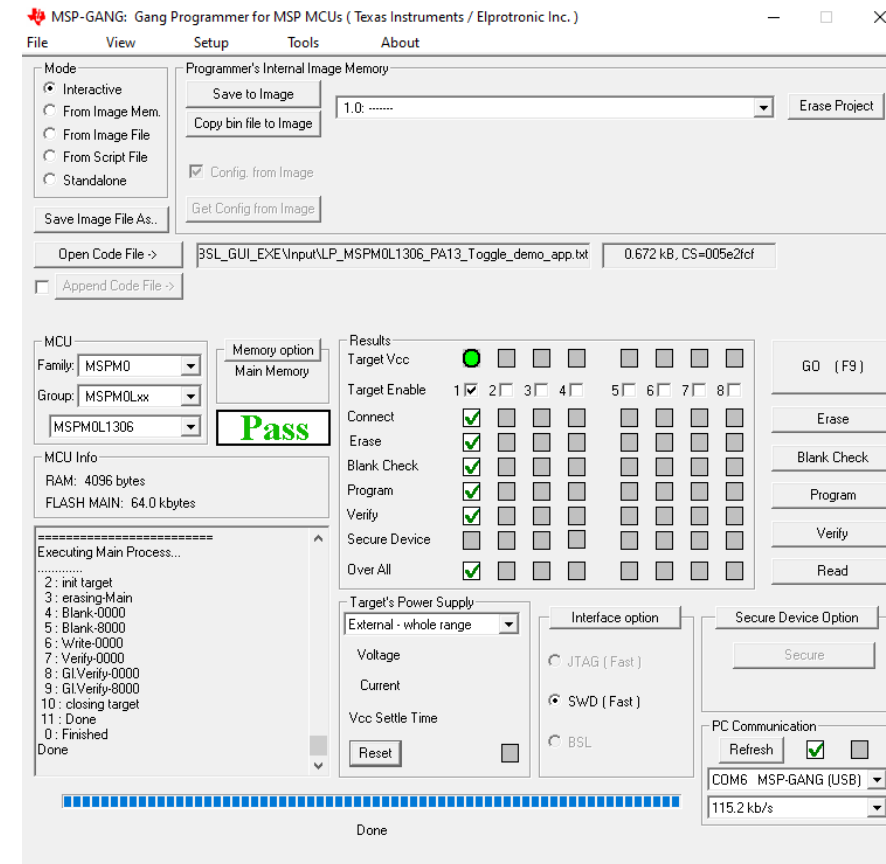 MSP-GANG: Gang Programmer for MSP MCUs ( Texas Instruments / Elprotronic Inc. )
File View Setup Tools About
Mode
Interactive
From Image Mem.
From Image File
From Script File
Standalone
Save Image File As..
Programmer's Internal Image Memory
Save to Image
Copy bin file to Image
1.0: -------
Erase Project
Config. from Image
Get Config from Image
Open Code File ->
BSL_GUI_EXE\Input\LP_MSPM0L1306_PA13_Toggle_demo_app.txt
0.672 kB, CS=005e2fcf
Append Code File ->
MCU
Family: MSPM0
Group: MSPM0Lxx
MSPM0L1306
Memory option
Main Memory
Pass
MCU Info
RAM: 4096 bytes
FLASH MAIN: 64.0 kbytes
=========================
Executing Main Process...
.............
2 : init target
3 : erasing-Main
4 : Blank-0000
5 : Blank-8000
6 : Write-0000
7 : Verify-0000
8 : Gl.Verify-0000
9 : Gl.Verify-8000
10 : closing target
11 : Done
0 : Finished
Done
Results
Target Vcc
Target Enable 1 2 3 4 5 6 7 8
Connect
Erase
Blank Check
Program
Verify
Secure Device
Over All
GO (F9)
Erase
Blank Check
Program
Verify
Read
Target's Power Supply
External - whole range
Voltage
Current
Vcc Settle Time
Reset
Interface option
JTAG ( Fast )
SWD ( Fast )
BSL
Secure Device Option
Secure
PC Communication
Refresh
COM6 MSP-GANG (USB)
115.2 kb/s
Done